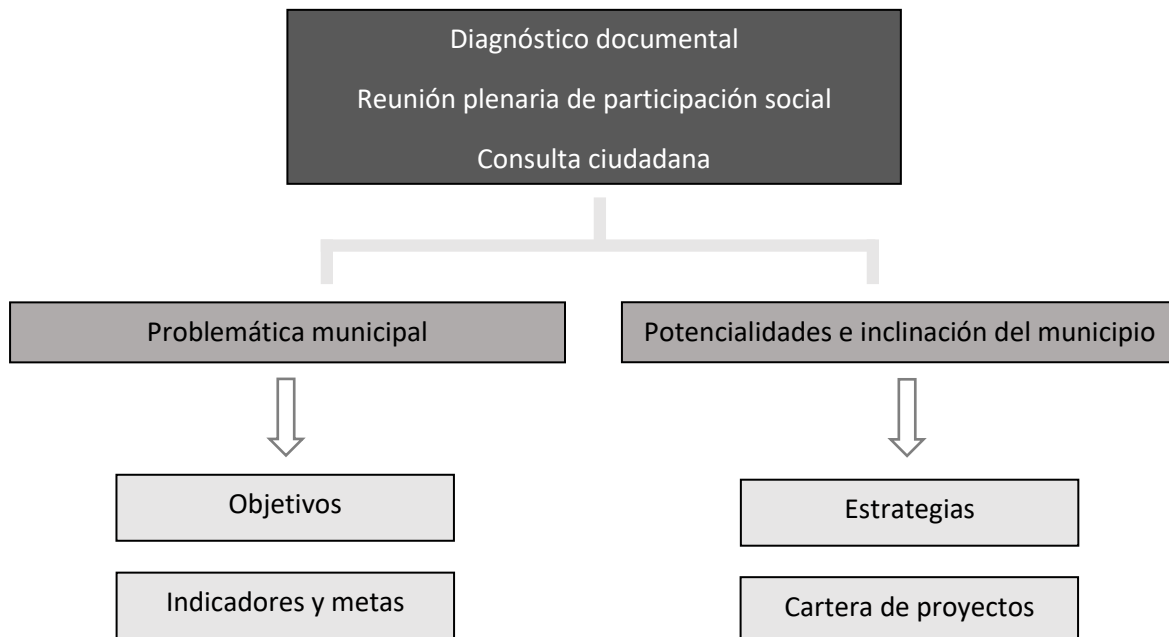 Diagnóstico documental
Reunión plenaria de participación social
Consulta ciudadana
Problemática municipal
Potencialidades e inclinación del municipio
Objetivos
Estrategias
Indicadores y metas
Cartera de proyectos